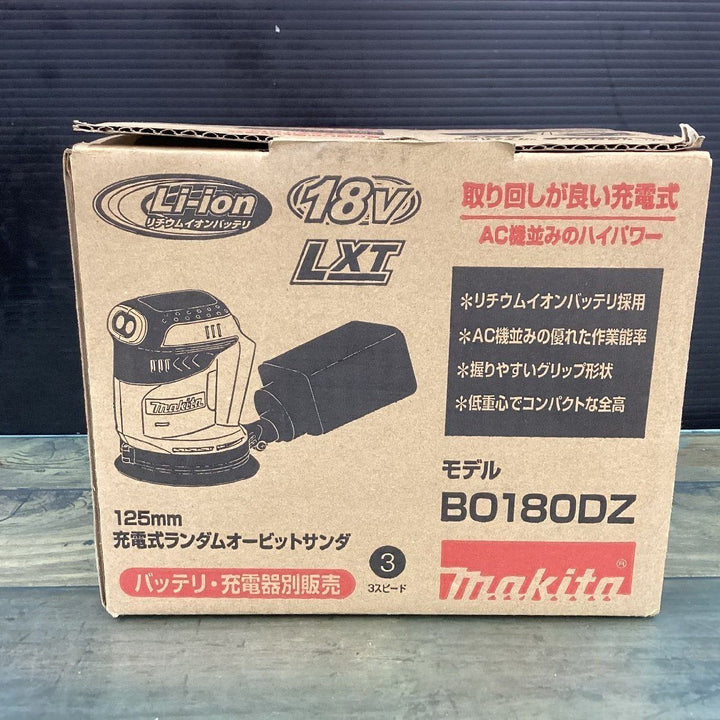 Li-ion
リチウムイオンバッテリ
18V
LXT
取り回しが良い充電式
AC機並みのハイパワー
*リチウムイオンバッテリ採用
*AC機並みの優れた作業能率
*握りやすいグリップ形状
*低重心でコンパクトな全高
makita
125mm
充電式ランダムオービットサンダ
バッテリ・充電器別販売
3
3スピード
モデル
BO180DZ
makita®